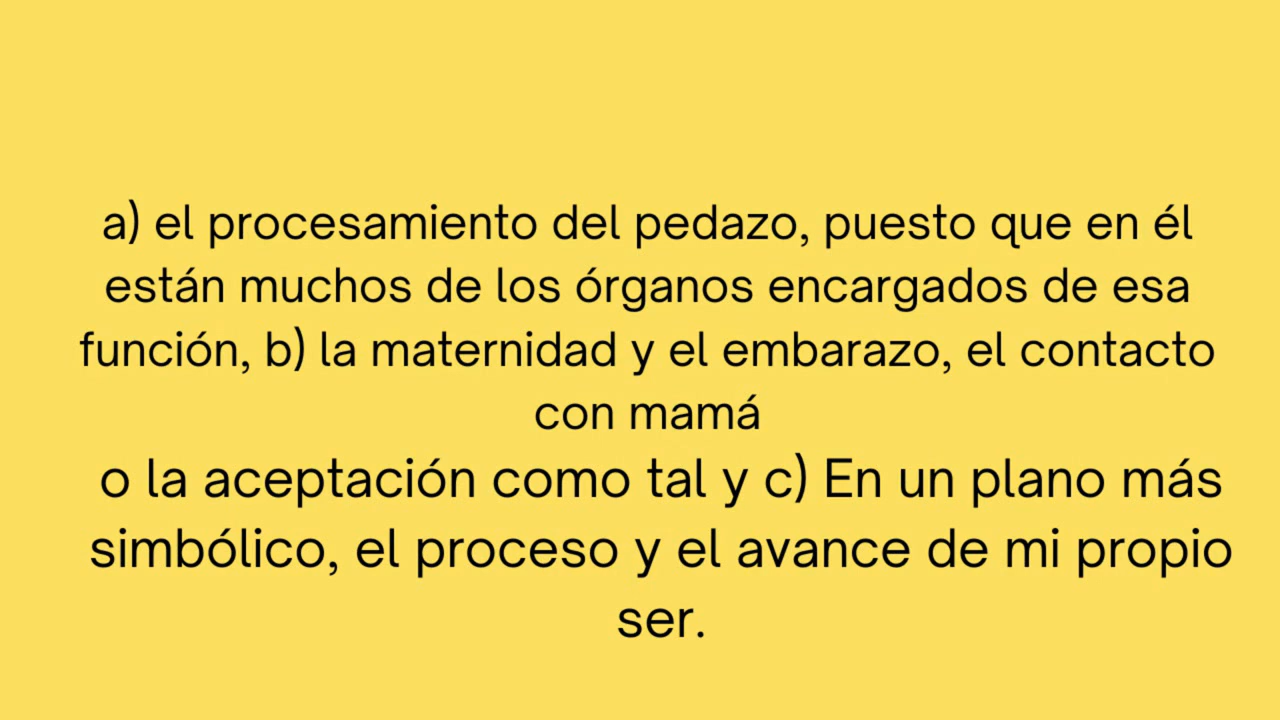 a) el procesamiento del pedazo, puesto que en él
están muchos de los órganos encargados de esa
función, b) la maternidad y el embarazo, el contacto
con mamá
o la aceptación como tal y c) En un plano más
simbólico, el proceso y el avance de mi propio
ser.